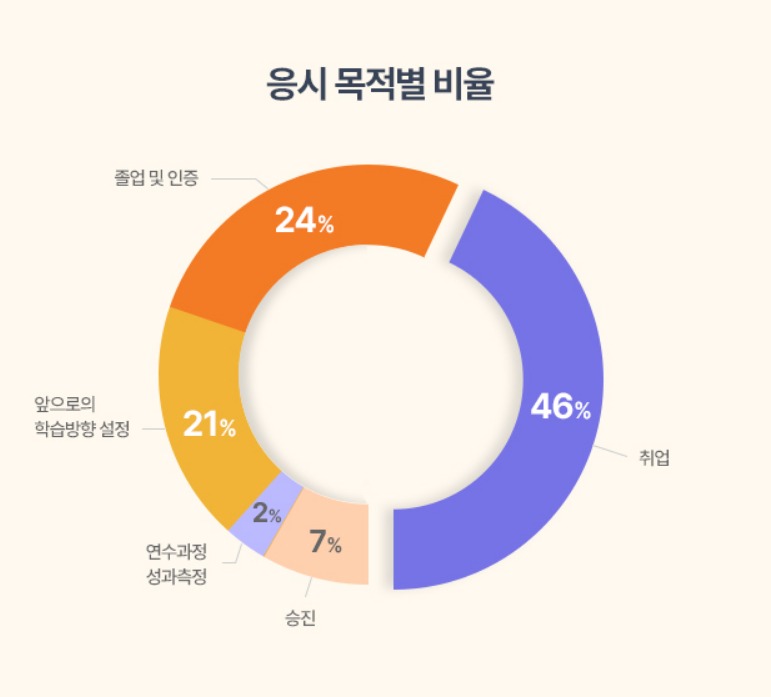 응시 목적별 비율
졸업 및 인증
24%
46%
앞으로의
학습방향 설정
21%
취업
2%
7%
연수과정
성과측정
승진